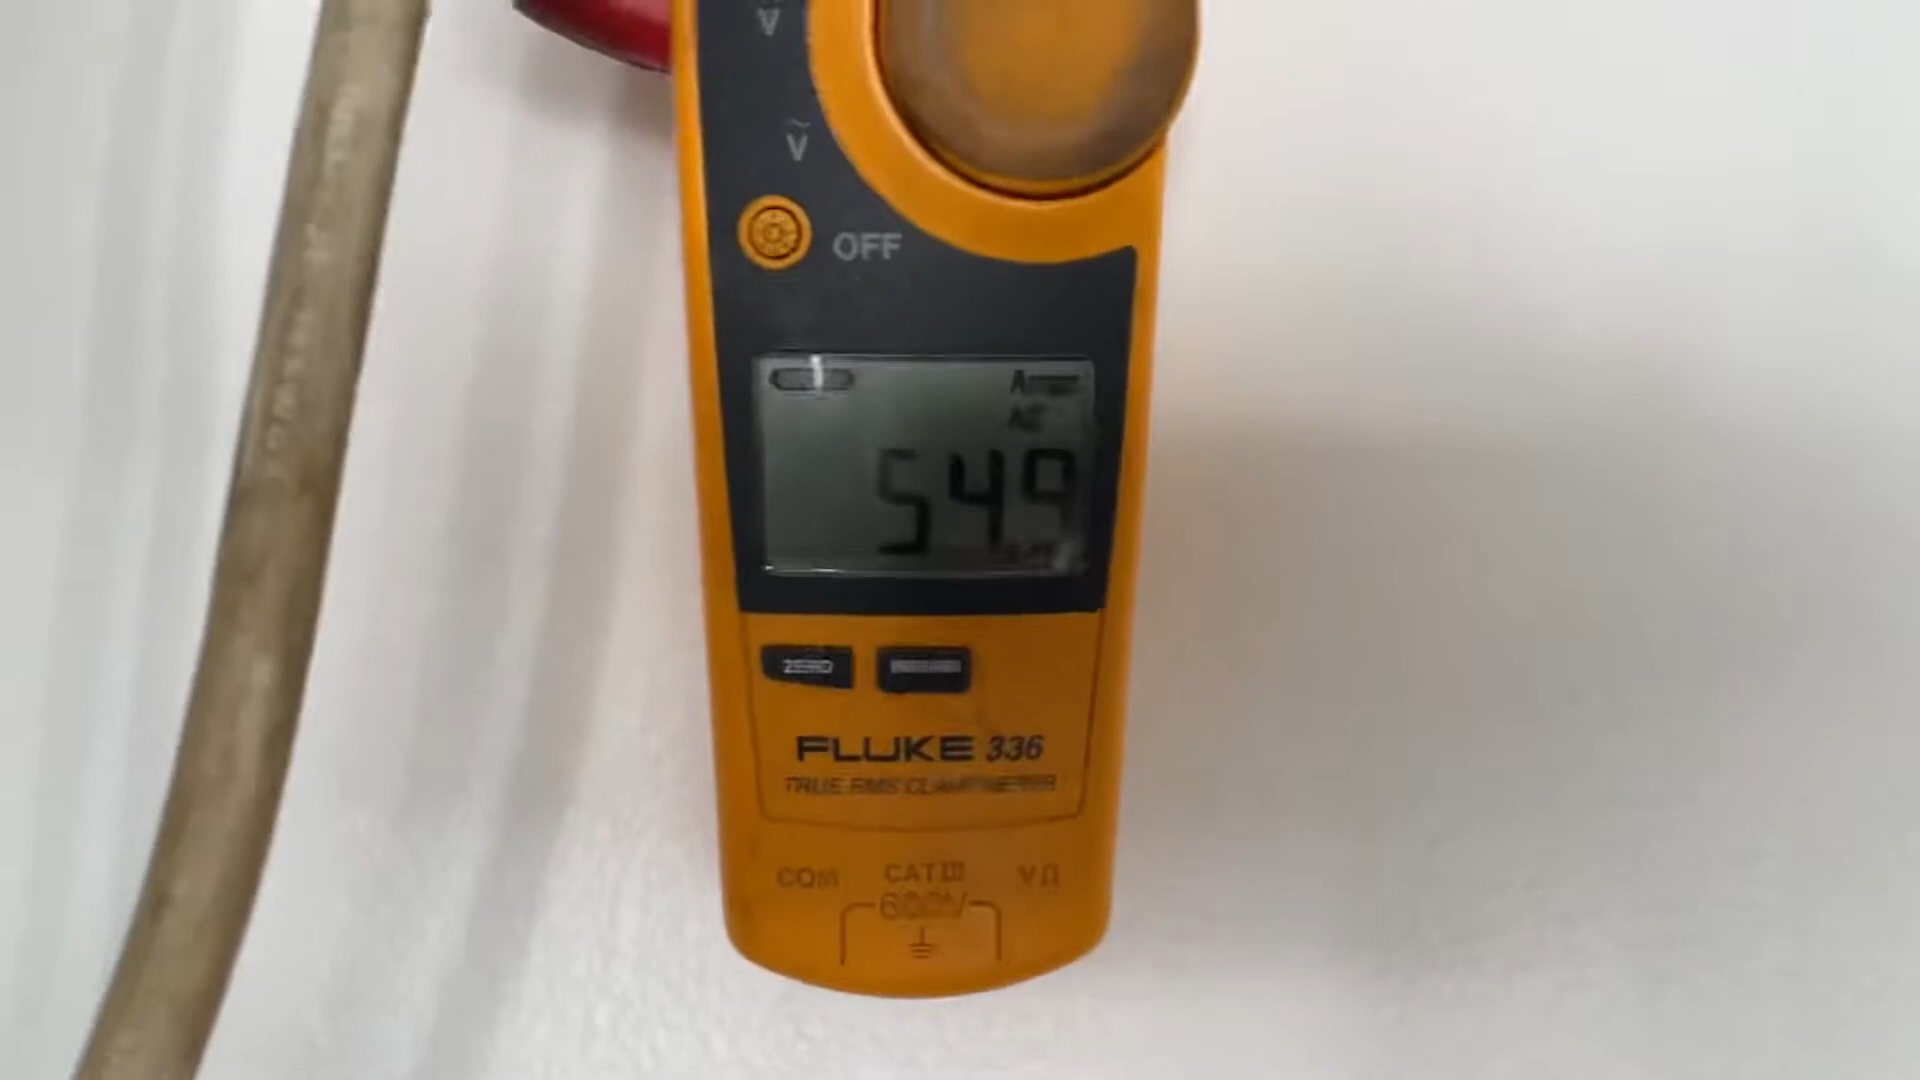 V
V
OFF
Amps
AC
549
ZERO
FLUKE 336
TRUE RMS CLAMP METER
COM
CAT III
VΩ
600V